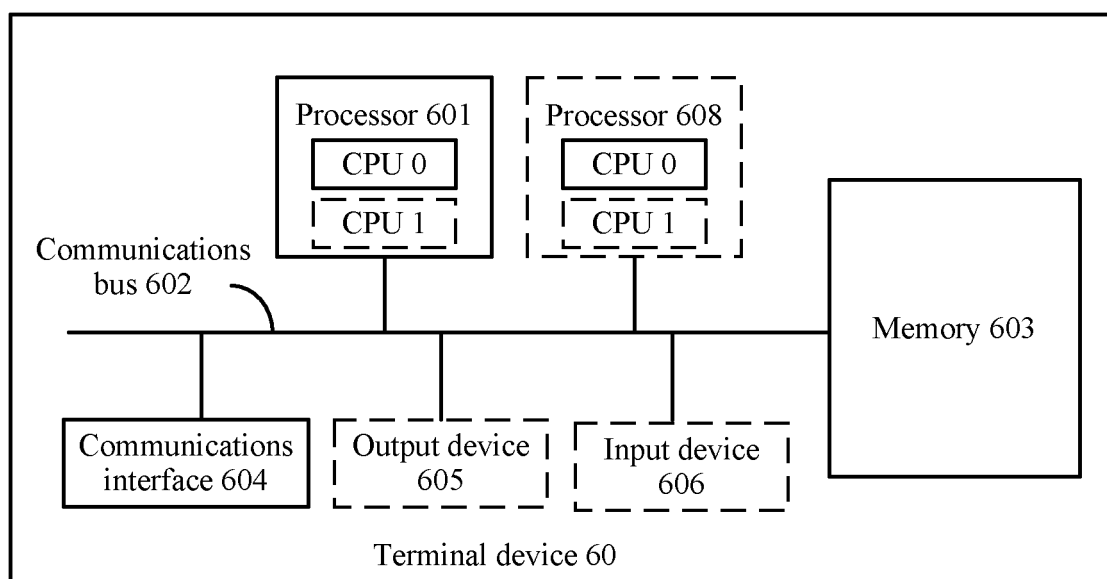 Processor 601
CPU 0
CPU 1
Processor 608
CPU 0
CPU 1
Communications
bus 602
Memory 603
Communications
interface 604
Output device
605
Input device
606
Terminal device 60